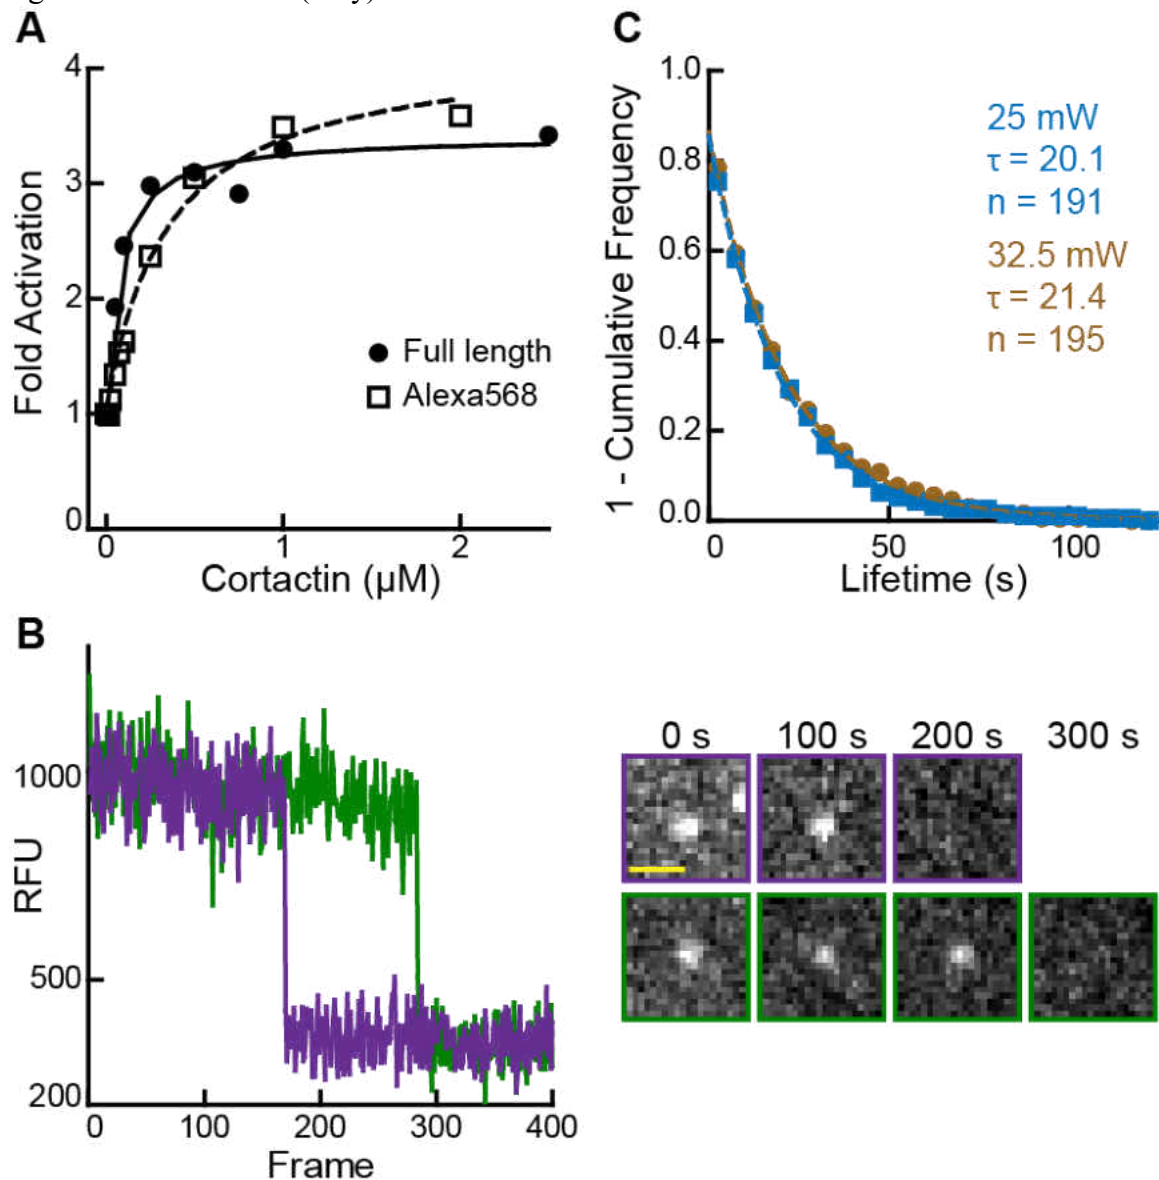 A
4
3
2
1
0
Fold Activation
Full length
Alexa568
0
1
2
Cortactin (μM)
C
1.0
0.8
0.6
0.4
0.2
0.0
1 - Cumulative Frequency
25 mW
τ = 20.1
n = 191
32.5 mW
τ = 21.4
n = 195
0
50
100
Lifetime (s)
B
1000
500
200
RFU
0
100
200
300
400
Frame
0 s
100 s
200 s
300 s